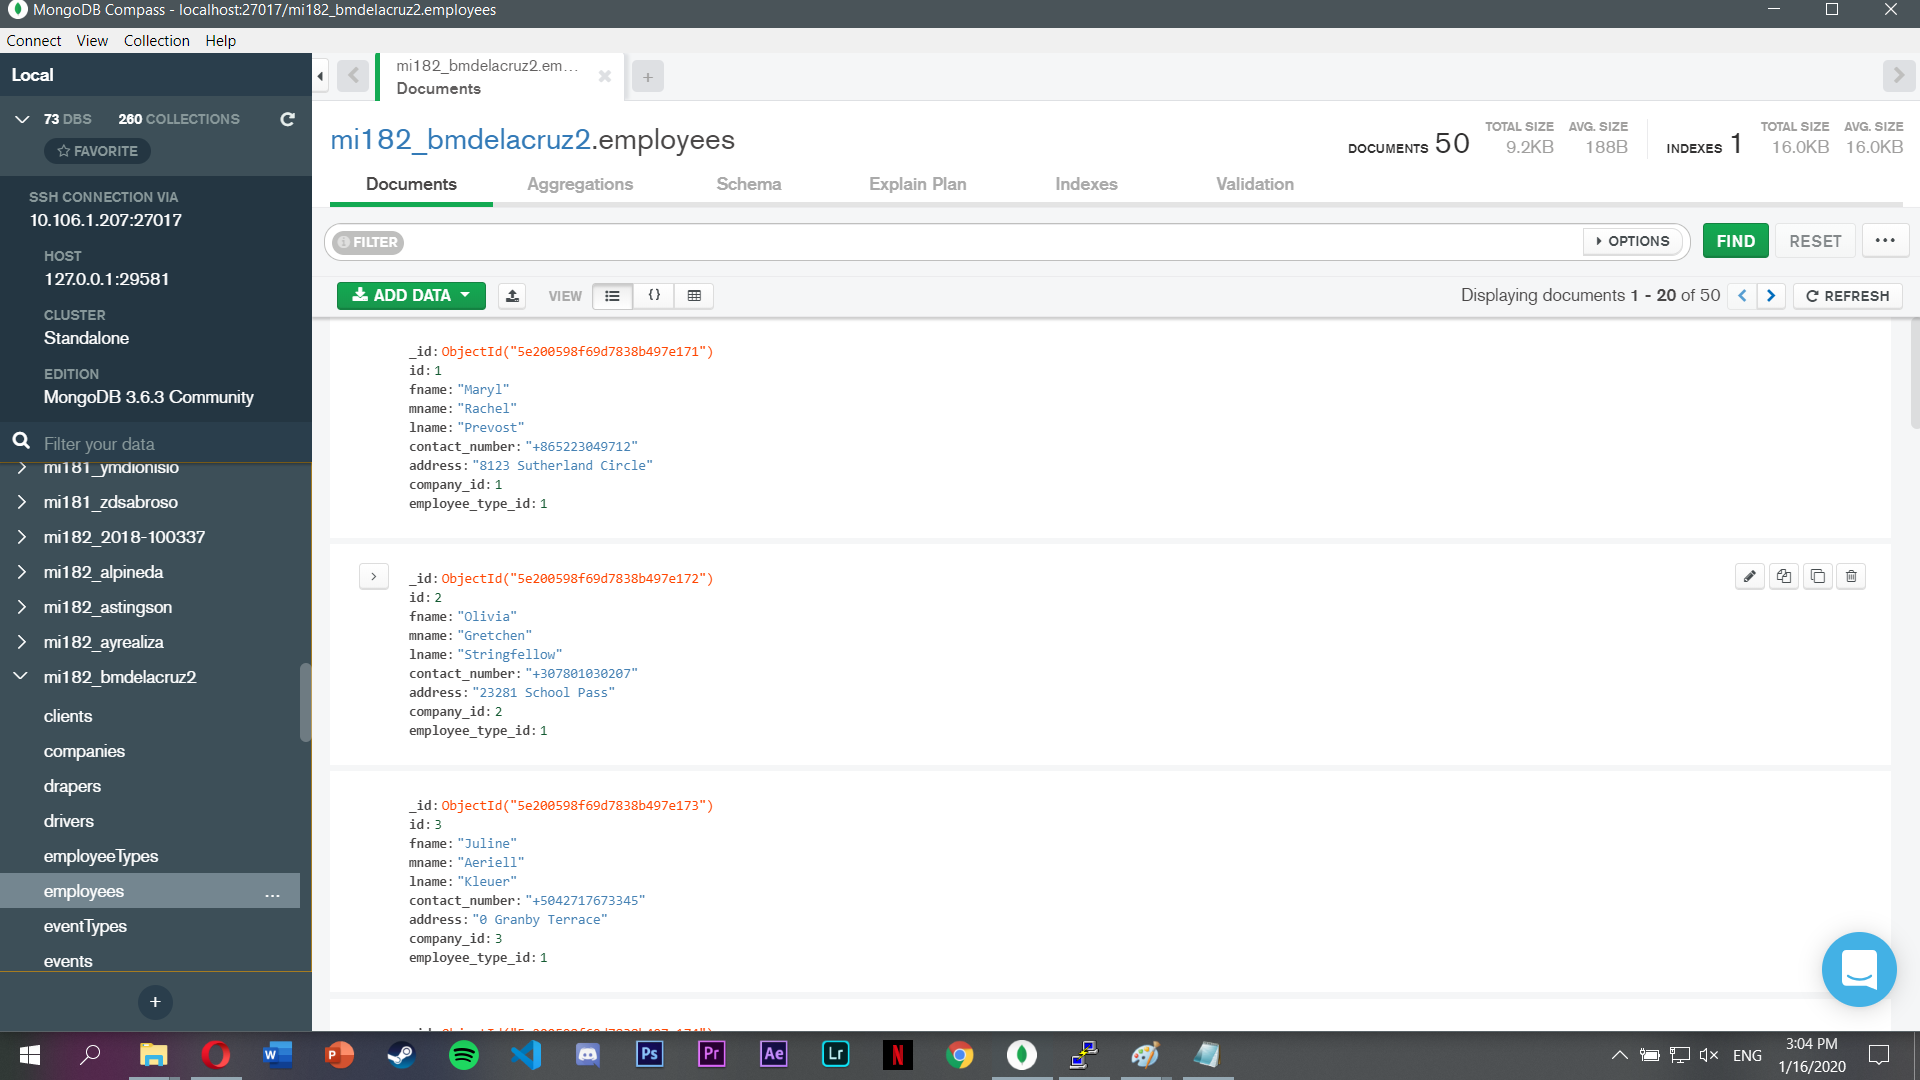 MongoDB Compass - localhost:27017/mi182_bmdelacruz2.employees
Connect View Collection Help
Local
73 DBS 260 COLLECTIONS
FAVORITE
SSH CONNECTION VIA
10.106.1.207:27017
HOST
127.0.0.1:29581
CLUSTER
Standalone
EDITION
MongoDB 3.6.3 Community
Filter your data
mi181_ymdionisio
mi181_zdsabroso
mi182_2018-100337
mi182_alpineda
mi182_astingson
mi182_ayrealiza
mi182_bmdelacruz2
clients
companies
drapers
drivers
employeeTypes
employees ...
eventTypes
events
+
mi182_bmdelacruz2.em...
Documents
+
mi182_bmdelacruz2.employees
DOCUMENTS 50 TOTAL SIZE 9.2KB AVG. SIZE 188B INDEXES 1 TOTAL SIZE 16.0KB AVG. SIZE 16.0KB
Documents Aggregations Schema Explain Plan Indexes Validation
FILTER OPTIONS FIND RESET ...
ADD DATA VIEW {} Displaying documents 1 - 20 of 50 REFRESH
_id: ObjectId("5e200598f69d7838b497e171")
id: 1
fname: "Maryl"
mname: "Rachel"
lname: "Prevost"
contact_number: "+865223049712"
address: "8123 Sutherland Circle"
company_id: 1
employee_type_id: 1
_id: ObjectId("5e200598f69d7838b497e172")
id: 2
fname: "Olivia"
mname: "Gretchen"
lname: "Stringfellow"
contact_number: "+307801030207"
address: "23281 School Pass"
company_id: 2
employee_type_id: 1
_id: ObjectId("5e200598f69d7838b497e173")
id: 3
fname: "Juline"
mname: "Aeriell"
lname: "Kleuer"
contact_number: "+5042717673345"
address: "0 Granby Terrace"
company_id: 3
employee_type_id: 1
_id: ObjectId("5e200598f69d7838b497e174")
Ps Pr Ae Lr N
ENG
3:04 PM
1/16/2020